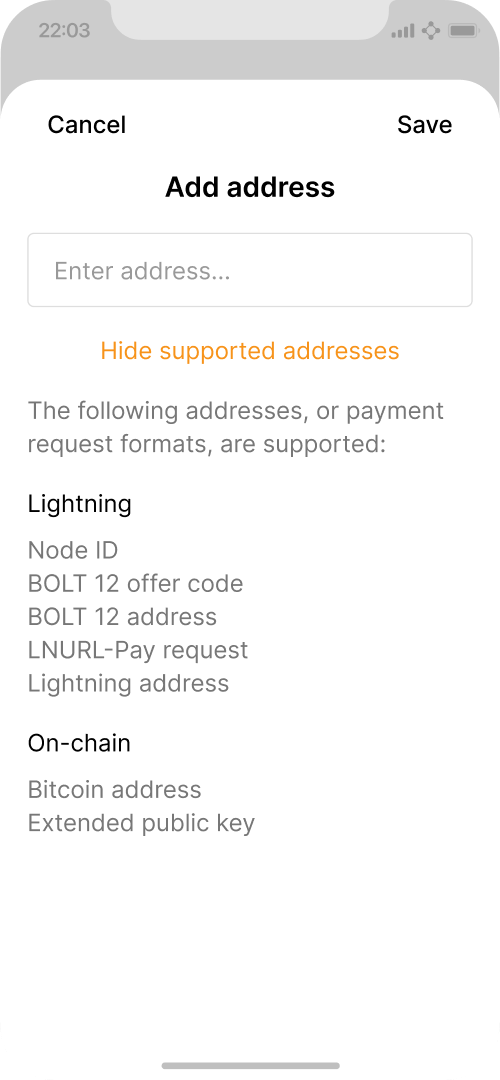 22:03
Cancel Save
Add address
Enter address...
Hide supported addresses
The following addresses, or payment
request formats, are supported:
Lightning
Node ID
BOLT 12 offer code
BOLT 12 address
LNURL-Pay request
Lightning address
On-chain
Bitcoin address
Extended public key